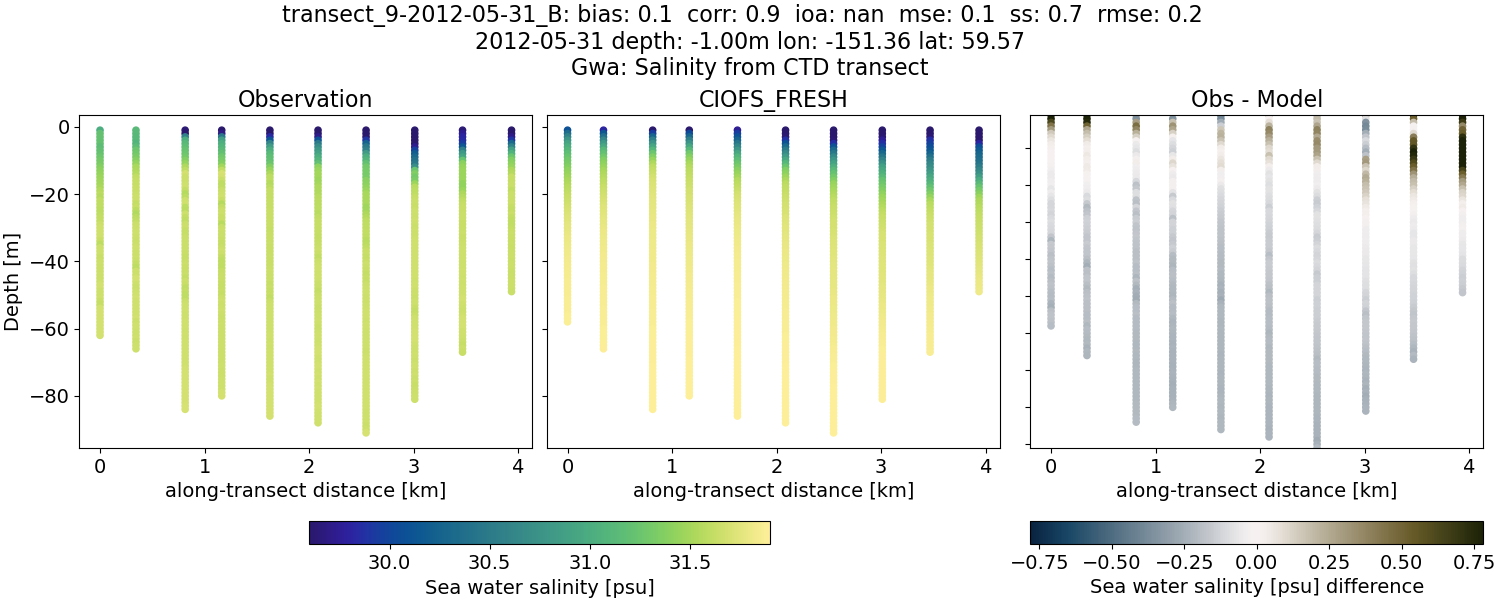 transect_9-2012-05-31_B: bias: 0.1  corr: 0.9  ioa: nan  mse: 0.1  ss: 0.7  rmse: 0.2
2012-05-31 depth: -1.00m lon: -151.36 lat: 59.57
Gwa: Salinity from CTD transect
Observation
CIOFS_FRESH
Obs - Model
Depth [m]
0
−20
−40
−60
−80
0 1 2 3 4
0 1 2 3 4
0 1 2 3 4
along-transect distance [km]
along-transect distance [km]
along-transect distance [km]
30.0 30.5 31.0 31.5
Sea water salinity [psu]
−0.75 −0.50 −0.25 0.00 0.25 0.50 0.75
Sea water salinity [psu] difference